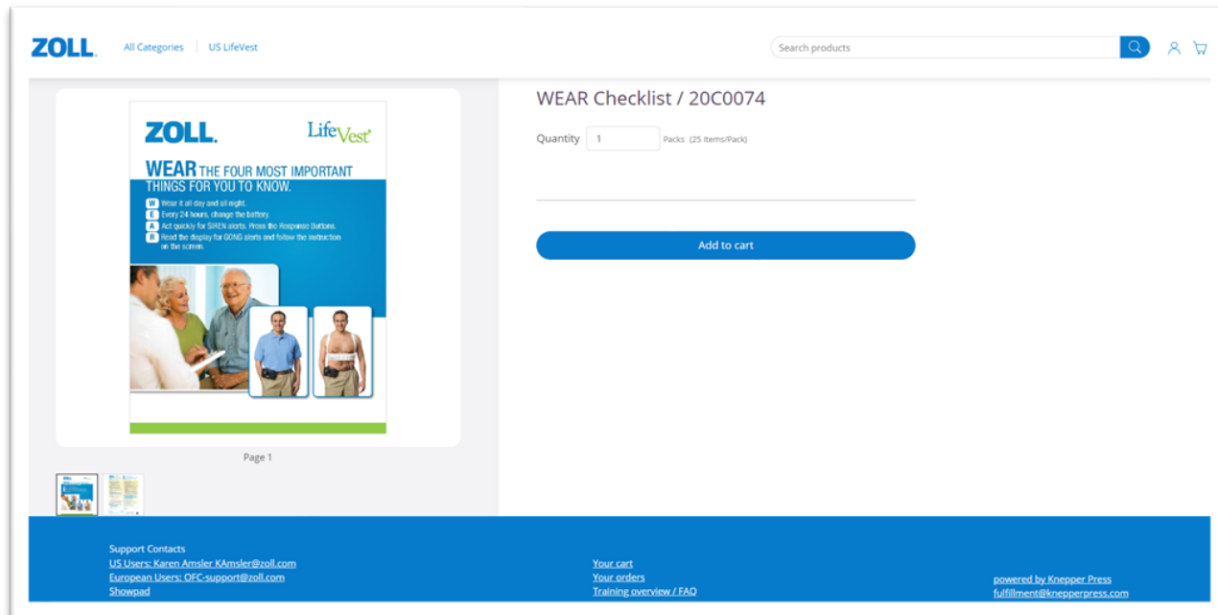 ZOLL.
All Categories
US LifeVest
Search products
ZOLL.
LifeVest
WEAR THE FOUR MOST IMPORTANT
THINGS FOR YOU TO KNOW.
W Wear it all day and all night.
E Every 24 hours, change the battery.
A Act quickly for SIREN alerts. Press the Response Buttons.
R Read the display for GONG alerts and follow the instruction
on the screen.
Page 1
WEAR Checklist / 20C0074
Quantity 1 Packs (25 Items/Pack)
Add to cart
Support Contacts
US Users: Karen Amsler KAmsler@zoll.com
European Users: OFC-support@zoll.com
Showpad
Your cart
Your orders
Training overview / FAQ
powered by Knepper Press
fulfillment@knepperpress.com